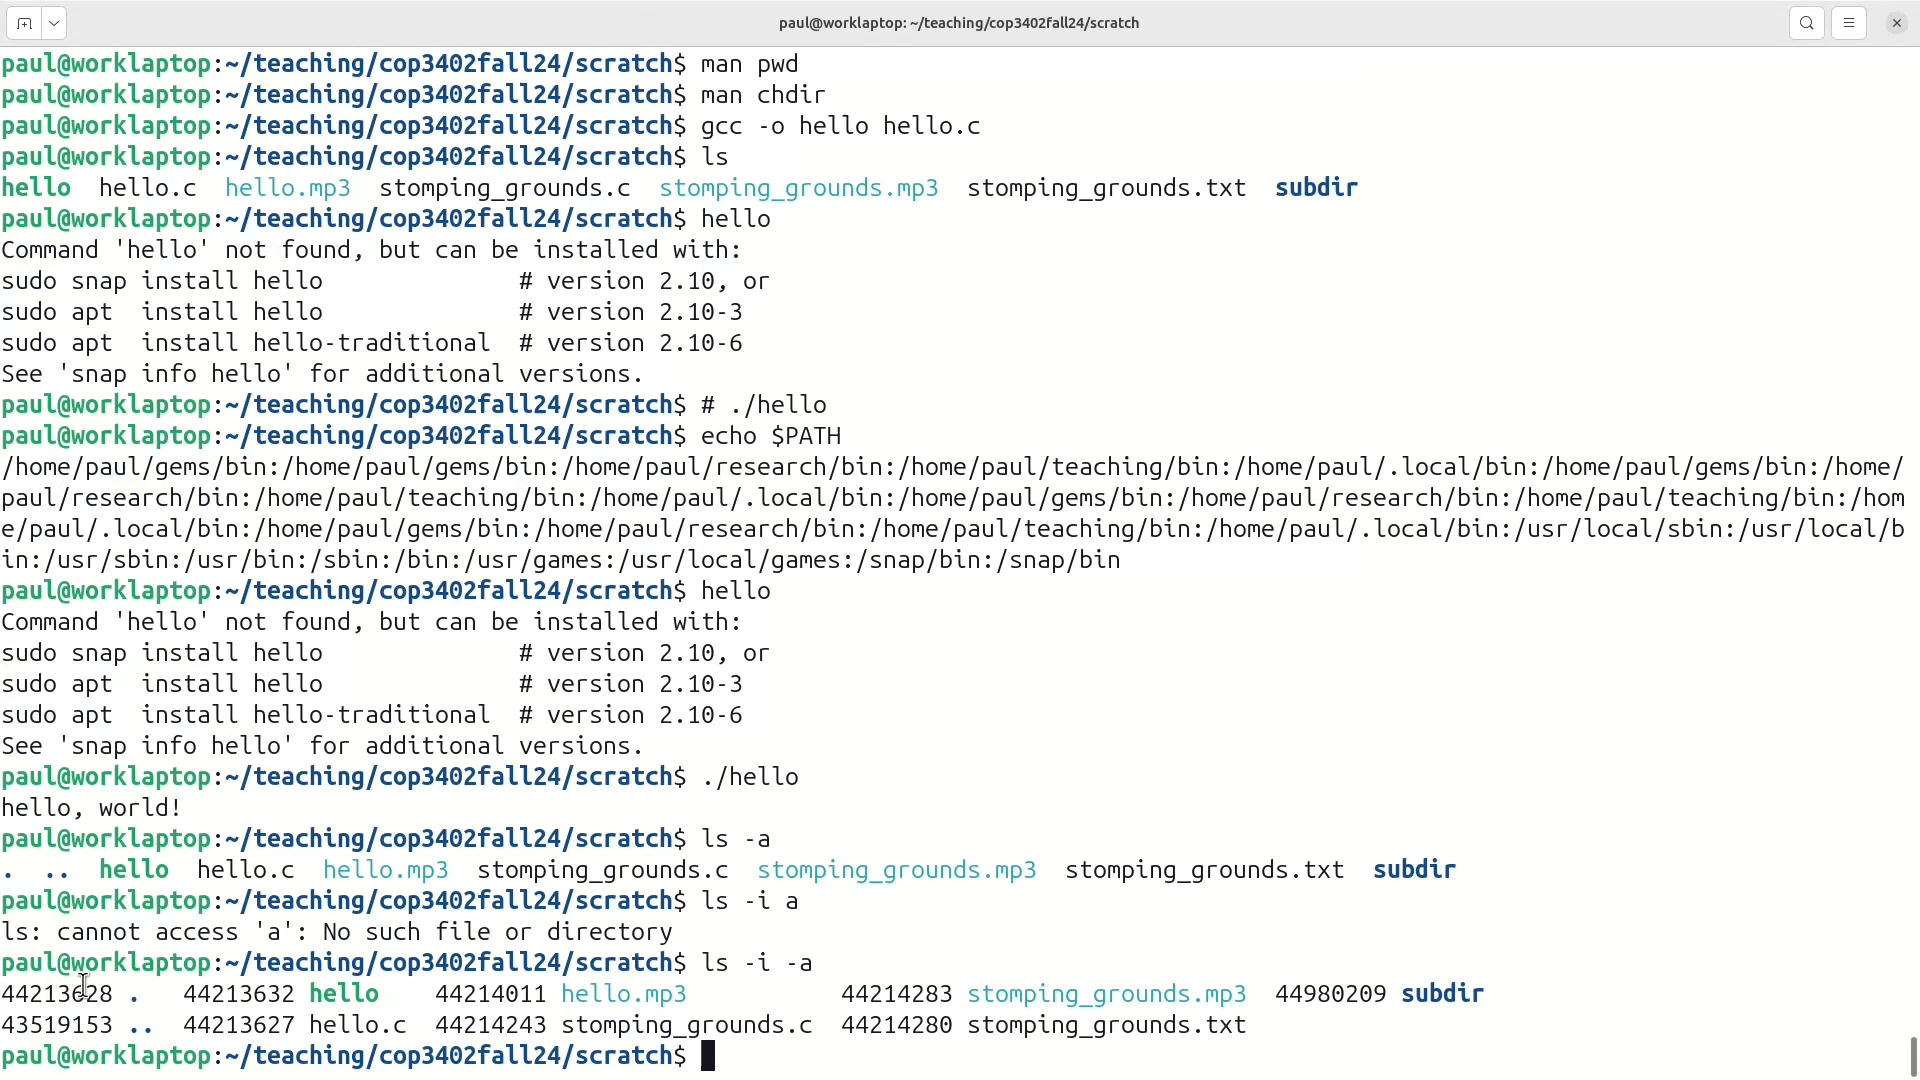 paul@worklaptop: ~/teaching/cop3402fall24/scratch
paul@worklaptop:~/teaching/cop3402fall24/scratch$ man pwd
paul@worklaptop:~/teaching/cop3402fall24/scratch$ man chdir
paul@worklaptop:~/teaching/cop3402fall24/scratch$ gcc -o hello hello.c
paul@worklaptop:~/teaching/cop3402fall24/scratch$ ls
hello  hello.c  hello.mp3  stomping_grounds.c  stomping_grounds.mp3  stomping_grounds.txt  subdir
paul@worklaptop:~/teaching/cop3402fall24/scratch$ hello
Command 'hello' not found, but can be installed with:
sudo snap install hello              # version 2.10, or
sudo apt  install hello              # version 2.10-3
sudo apt  install hello-traditional  # version 2.10-6
See 'snap info hello' for additional versions.
paul@worklaptop:~/teaching/cop3402fall24/scratch$ # ./hello
paul@worklaptop:~/teaching/cop3402fall24/scratch$ echo $PATH
/home/paul/gems/bin:/home/paul/gems/bin:/home/paul/research/bin:/home/paul/teaching/bin:/home/paul/.local/bin:/home/paul/gems/bin:/home/
paul/research/bin:/home/paul/teaching/bin:/home/paul/.local/bin:/home/paul/gems/bin:/home/paul/research/bin:/home/paul/teaching/bin:/hom
e/paul/.local/bin:/home/paul/gems/bin:/home/paul/research/bin:/home/paul/teaching/bin:/home/paul/.local/bin:/usr/local/sbin:/usr/local/b
in:/usr/sbin:/usr/bin:/sbin:/bin:/usr/games:/usr/local/games:/snap/bin:/snap/bin
paul@worklaptop:~/teaching/cop3402fall24/scratch$ hello
Command 'hello' not found, but can be installed with:
sudo snap install hello              # version 2.10, or
sudo apt  install hello              # version 2.10-3
sudo apt  install hello-traditional  # version 2.10-6
See 'snap info hello' for additional versions.
paul@worklaptop:~/teaching/cop3402fall24/scratch$ ./hello
hello, world!
paul@worklaptop:~/teaching/cop3402fall24/scratch$ ls -a
.  ..  hello  hello.c  hello.mp3  stomping_grounds.c  stomping_grounds.mp3  stomping_grounds.txt  subdir
paul@worklaptop:~/teaching/cop3402fall24/scratch$ ls -i a
ls: cannot access 'a': No such file or directory
paul@worklaptop:~/teaching/cop3402fall24/scratch$ ls -i -a
44213628 .   44213632 hello    44214011 hello.mp3           44214283 stomping_grounds.mp3  44980209 subdir
43519153 ..  44213627 hello.c  44214243 stomping_grounds.c  44214280 stomping_grounds.txt
paul@worklaptop:~/teaching/cop3402fall24/scratch$